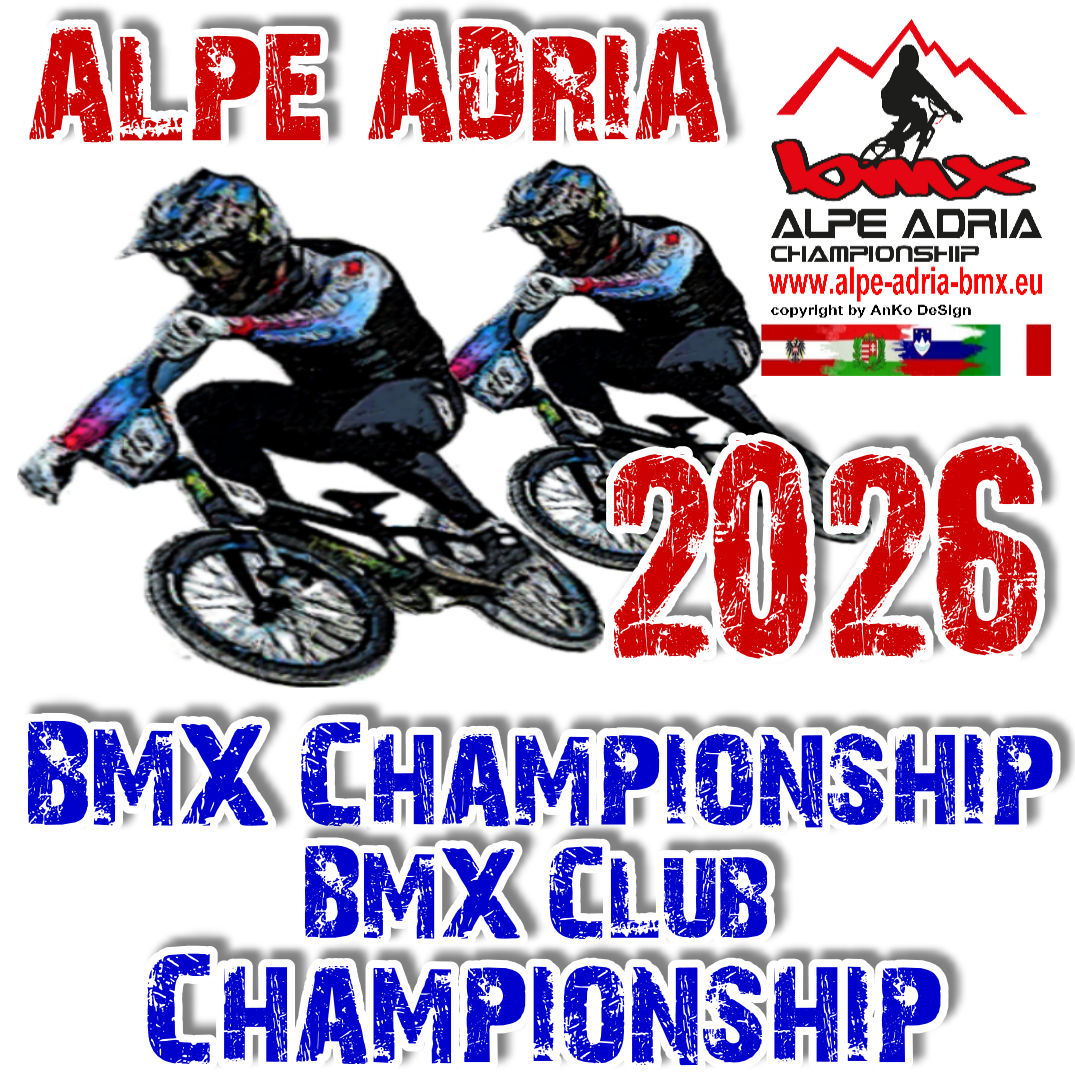 ALPE ADRIA
bmx
ALPE ADRIA
CHAMPIONSHIP
www.alpe-adria-bmx.eu
copyright by AnKo DeSIgn
2026
BMX CHAMPIONSHIP
BMX CLUB
CHAMPIONSHIP